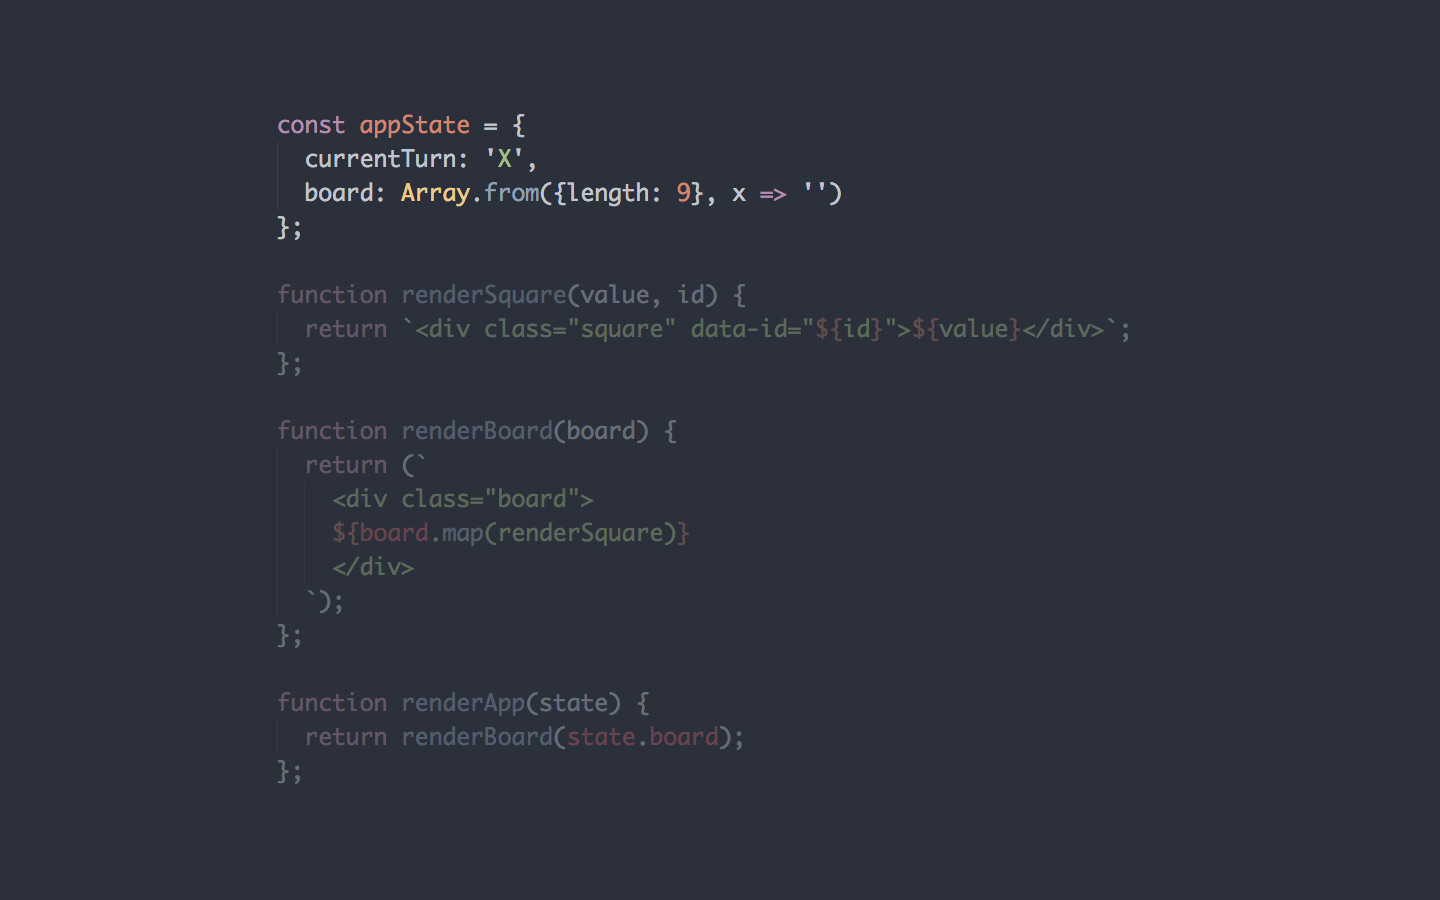 const appState = {
  currentTurn: 'X',
  board: Array.from({length: 9}, x => '')
};

function renderSquare(value, id) {
  return `<div class="square" data-id="${id}">${value}</div>`;
};

function renderBoard(board) {
  return (`
    <div class="board">
    ${board.map(renderSquare)}
    </div>
  `);
};

function renderApp(state) {
  return renderBoard(state.board);
};